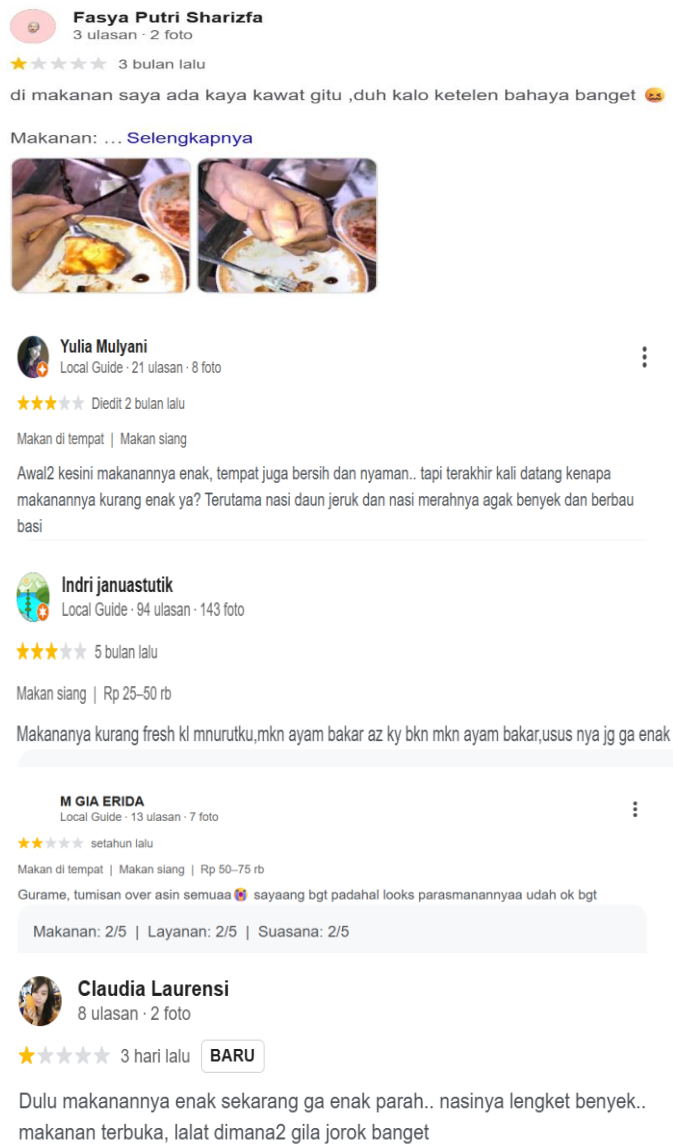 Fasya Putri Sharizfa
3 ulasan · 2 foto
3 bulan lalu
di makanan saya ada kaya kawat gitu ,duh kalo ketelen bahaya banget 😖
Makanan: … Selengkapnya
Yulia Mulyani
Local Guide · 21 ulasan · 8 foto
Diedit 2 bulan lalu
Makan di tempat | Makan siang
Awal2 kesini makanannya enak, tempat juga bersih dan nyaman.. tapi terakhir kali datang kenapa
makanannya kurang enak ya? Terutama nasi daun jeruk dan nasi merahnya agak benyek dan berbau
basi
Indri januastutik
Local Guide · 94 ulasan · 143 foto
5 bulan lalu
Makan siang | Rp 25–50 rb
Makananya kurang fresh kl mnurutku,mkn ayam bakar az ky bkn mkn ayam bakar,usus nya jg ga enak
M GIA ERIDA
Local Guide · 13 ulasan · 7 foto
setahun lalu
Makan di tempat | Makan siang | Rp 50–75 rb
Gurame, tumisan over asin semuaa😭 sayaang bgt padahal looks parasmanannyaa udah ok bgt
Makanan: 2/5 | Layanan: 2/5 | Suasana: 2/5
Claudia Laurensi
8 ulasan · 2 foto
3 hari lalu BARU
Dulu makanannya enak sekarang ga enak parah.. nasinya lengket benyek..
makanan terbuka, lalat dimana2 gila jorok banget